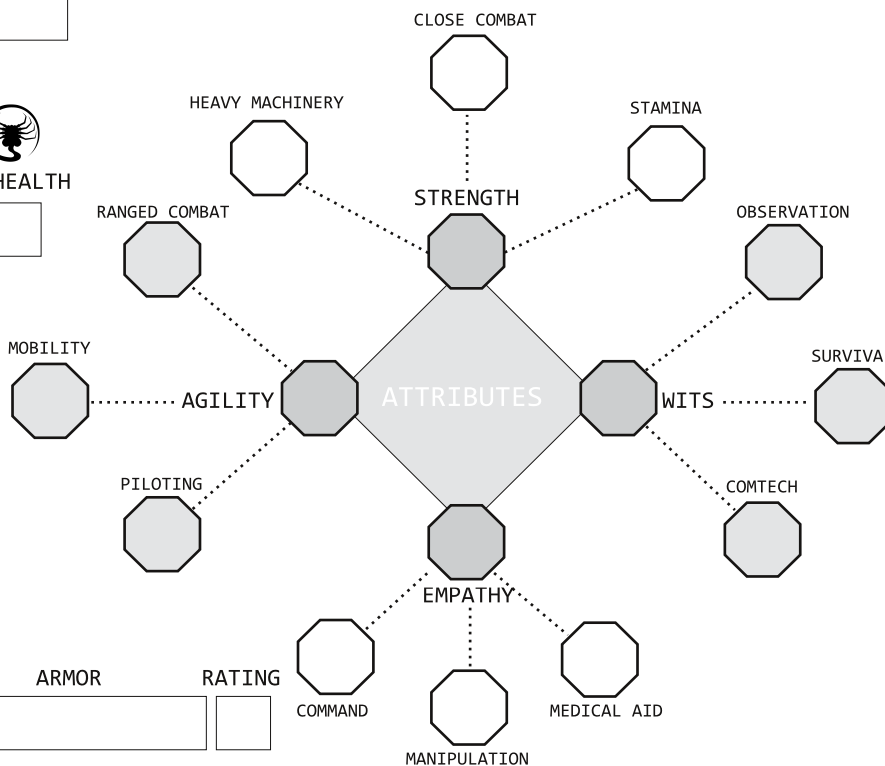 CLOSE COMBAT
HEAVY MACHINERY
STAMINA
HEALTH
STRENGTH
RANGED COMBAT
OBSERVATION
MOBILITY
SURVIVA
AGILITY
ATTRIBUTES
WITS
PILOTING
COMTECH
EMPATHY
ARMOR
RATING
COMMAND
MEDICAL AID
MANIPULATION